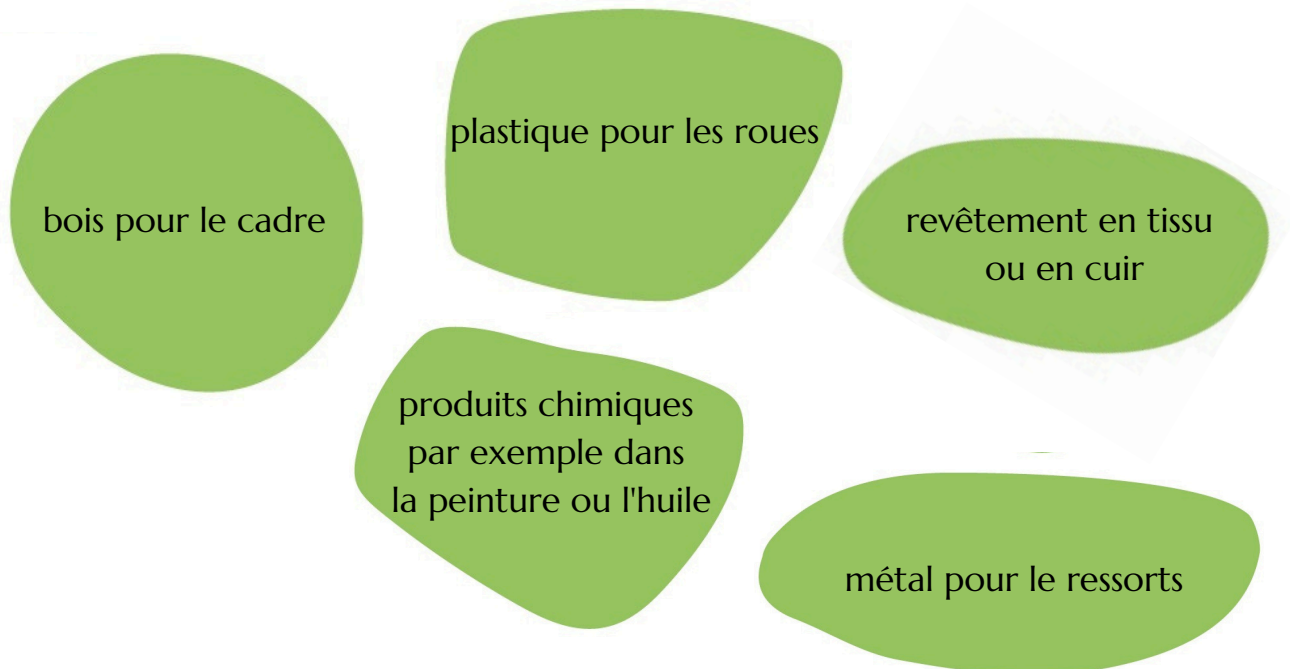 plastique pour les roues
bois pour le cadre
revêtement en tissu
ou en cuir
produits chimiques
par exemple dans
la peinture ou l'huile
métal pour le ressorts